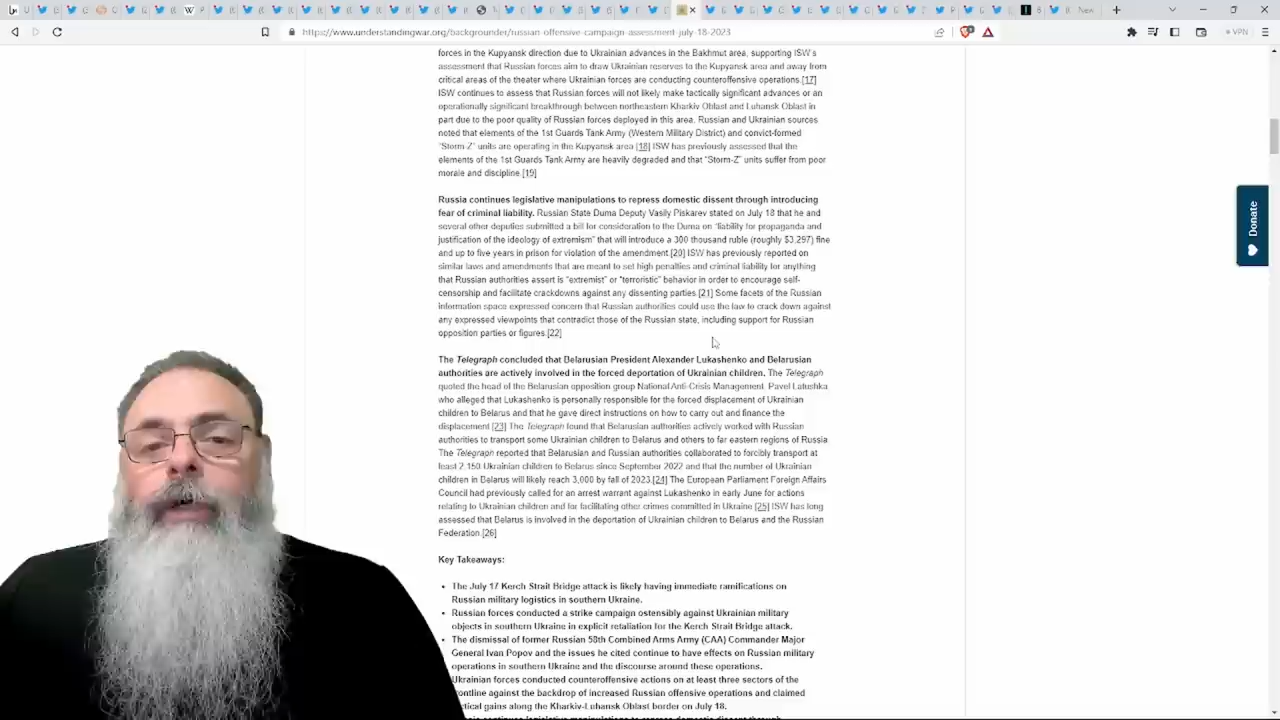 New
https://www.understandingwar.org/backgrounder/russian-offensive-campaign-assessment-july-18-2023
VPN
forces in the Kupyansk direction due to Ukrainian advances in the Bakhmut area, supporting ISW's
assessment that Russian forces aim to draw Ukrainian reserves to the Kupyansk area and away from
critical areas of the theater where Ukrainian forces are conducting counteroffensive operations.[17]
ISW continues to assess that Russian forces will not likely make tactically significant advances or an
operationally significant breakthrough between northeastern Kharkiv Oblast and Luhansk Oblast in
part due to the poor quality of Russian forces deployed in this area. Russian and Ukrainian sources
noted that elements of the 1st Guards Tank Army (Western Military District) and convict-formed
"Storm-Z" units are operating in the Kupyansk area.[18] ISW has previously assessed that the
elements of the 1st Guards Tank Army are heavily degraded and that "Storm-Z" units suffer from poor
morale and discipline.[19]
Russia continues legislative manipulations to repress domestic dissent through introducing
fear of criminal liability. Russian State Duma Deputy Vasily Piskarev stated on July 18 that he and
several other deputies submitted a bill for consideration to the Duma on "liability for propaganda and
justification of the ideology of extremism" that will introduce a 300 thousand ruble (roughly $3,297) fine
and up to five years in prison for violation of the amendment.[20] ISW has previously reported on
similar laws and amendments that are meant to set high penalties and criminal liability for anything
that Russian authorities assert is "extremist" or "terroristic" behavior in order to encourage self-
censorship and facilitate crackdowns against any dissenting parties.[21] Some facets of the Russian
information space expressed concern that Russian authorities could use the law to crack down against
any expressed viewpoints that contradict those of the Russian state, including support for Russian
opposition parties or figures.[22]
The Telegraph concluded that Belarusian President Alexander Lukashenko and Belarusian
authorities are actively involved in the forced deportation of Ukrainian children. The Telegraph
quoted the head of the Belarusian opposition group National Anti-Crisis Management, Pavel Latushka
who alleged that Lukashenko is personally responsible for the forced displacement of Ukrainian
children to Belarus and that he gave direct instructions on how to carry out and finance the
displacement.[23] The Telegraph found that Belarusian authorities actively worked with Russian
authorities to transport some Ukrainian children to Belarus and others to far eastern regions of Russia.
The Telegraph reported that Belarusian and Russian authorities collaborated to forcibly transport at
least 2,150 Ukrainian children to Belarus since September 2022 and that the number of Ukrainian
children in Belarus will likely reach 3,000 by fall of 2023.[24] The European Parliament Foreign Affairs
Council had previously called for an arrest warrant against Lukashenko in early June for actions
relating to Ukrainian children and for facilitating other crimes committed in Ukraine.[25] ISW has long
assessed that Belarus is involved in the deportation of Ukrainian children to Belarus and the Russian
Federation.[26]
Key Takeaways:
• The July 17 Kerch Strait Bridge attack is likely having immediate ramifications on
Russian military logistics in southern Ukraine.
• Russian forces conducted a strike campaign ostensibly against Ukrainian military
objects in southern Ukraine in explicit retaliation for the Kerch Strait Bridge attack.
• The dismissal of former Russian 58th Combined Arms Army (CAA) Commander Major
General Ivan Popov and the issues he cited continue to have effects on Russian military
operations in southern Ukraine and the discourse around these operations.
Ukrainian forces conducted counteroffensive actions on at least three sectors of the
frontline against the backdrop of increased Russian offensive operations and claimed
tactical gains along the Kharkiv-Luhansk Oblast border on July 18.
continues legislative manipulations to repress domestic dissent through
Donate